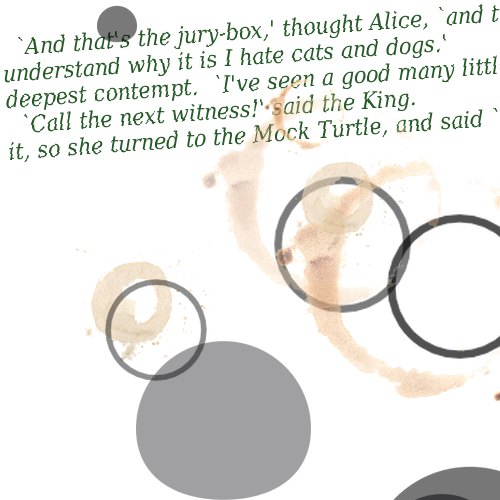 `And that's the jury-box,' thought Alice, `and t
understand why it is I hate cats and dogs.'
deepest contempt.  `I've seen a good many littl
`Call the next witness!' said the King.
it, so she turned to the Mock Turtle, and said `